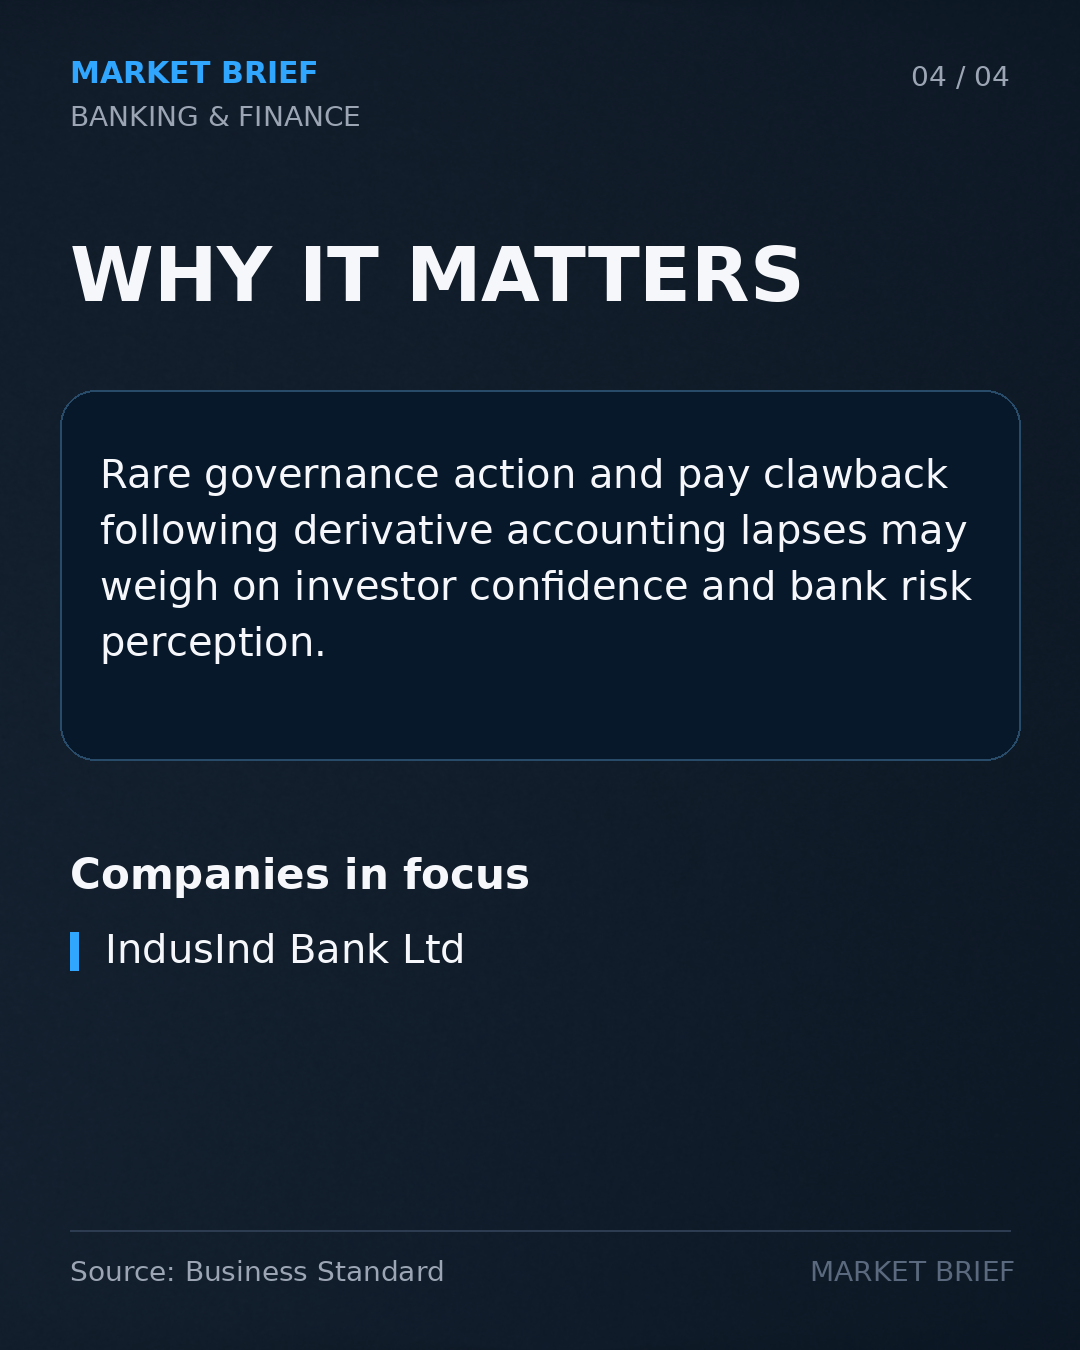 MARKET BRIEF
04 / 04
BANKING & FINANCE
WHY IT MATTERS
Rare governance action and pay clawback
following derivative accounting lapses may
weigh on investor confidence and bank risk
perception.
Companies in focus
IndusInd Bank Ltd
Source: Business Standard
MARKET BRIEF